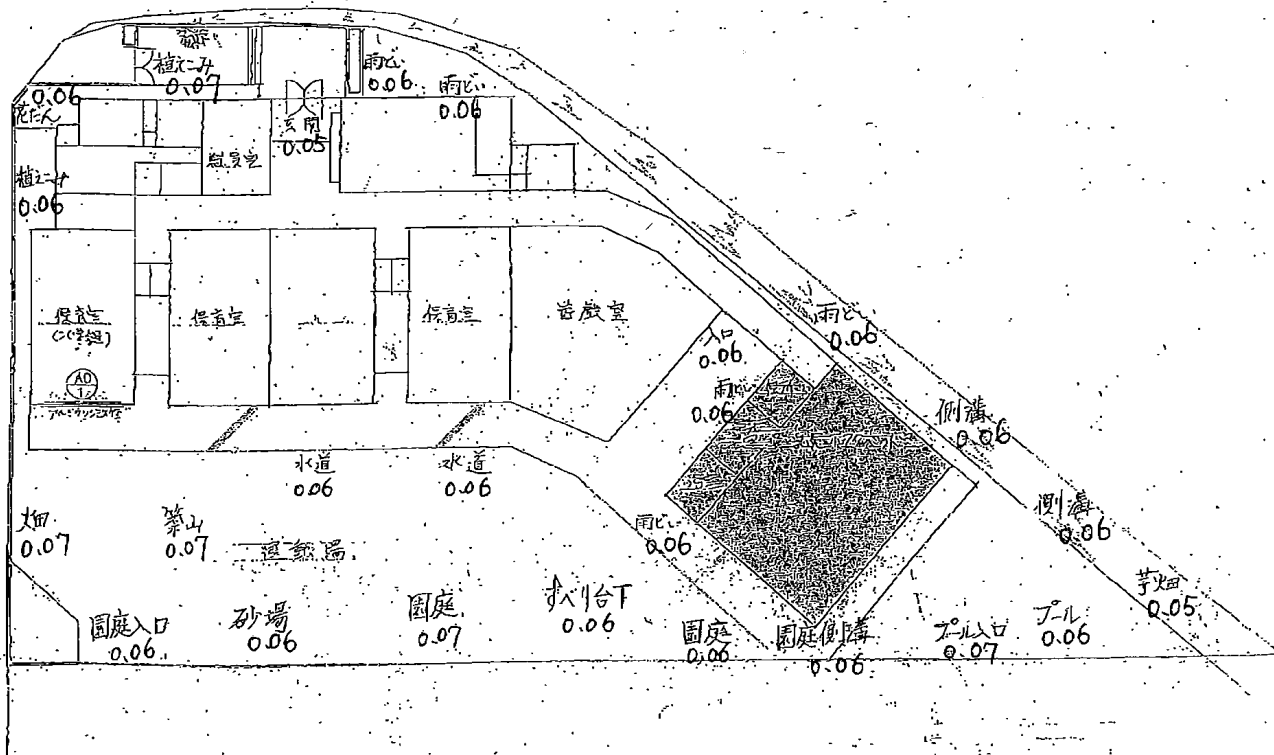 植えこみ
0.07
雨どい
0.06
雨どい
0.06
0.06
花だん
玄関
0.05
職員室
植えこみ
0.06
保育室
保育室
保育室
遊戯室
AD
1
入口
0.06
雨どい
0.06
雨どい
0.06
側溝
0.06
側溝
0.06
水道
0.06
水道
0.06
雨どい
0.06
畑
0.07
築山
0.07
運動場
芋畑
0.05
園庭入口
0.06
砂場
0.06
園庭
0.07
すべり台下
0.06
園庭
0.06
園庭側溝
0.06
プール入口
0.07
プール
0.06